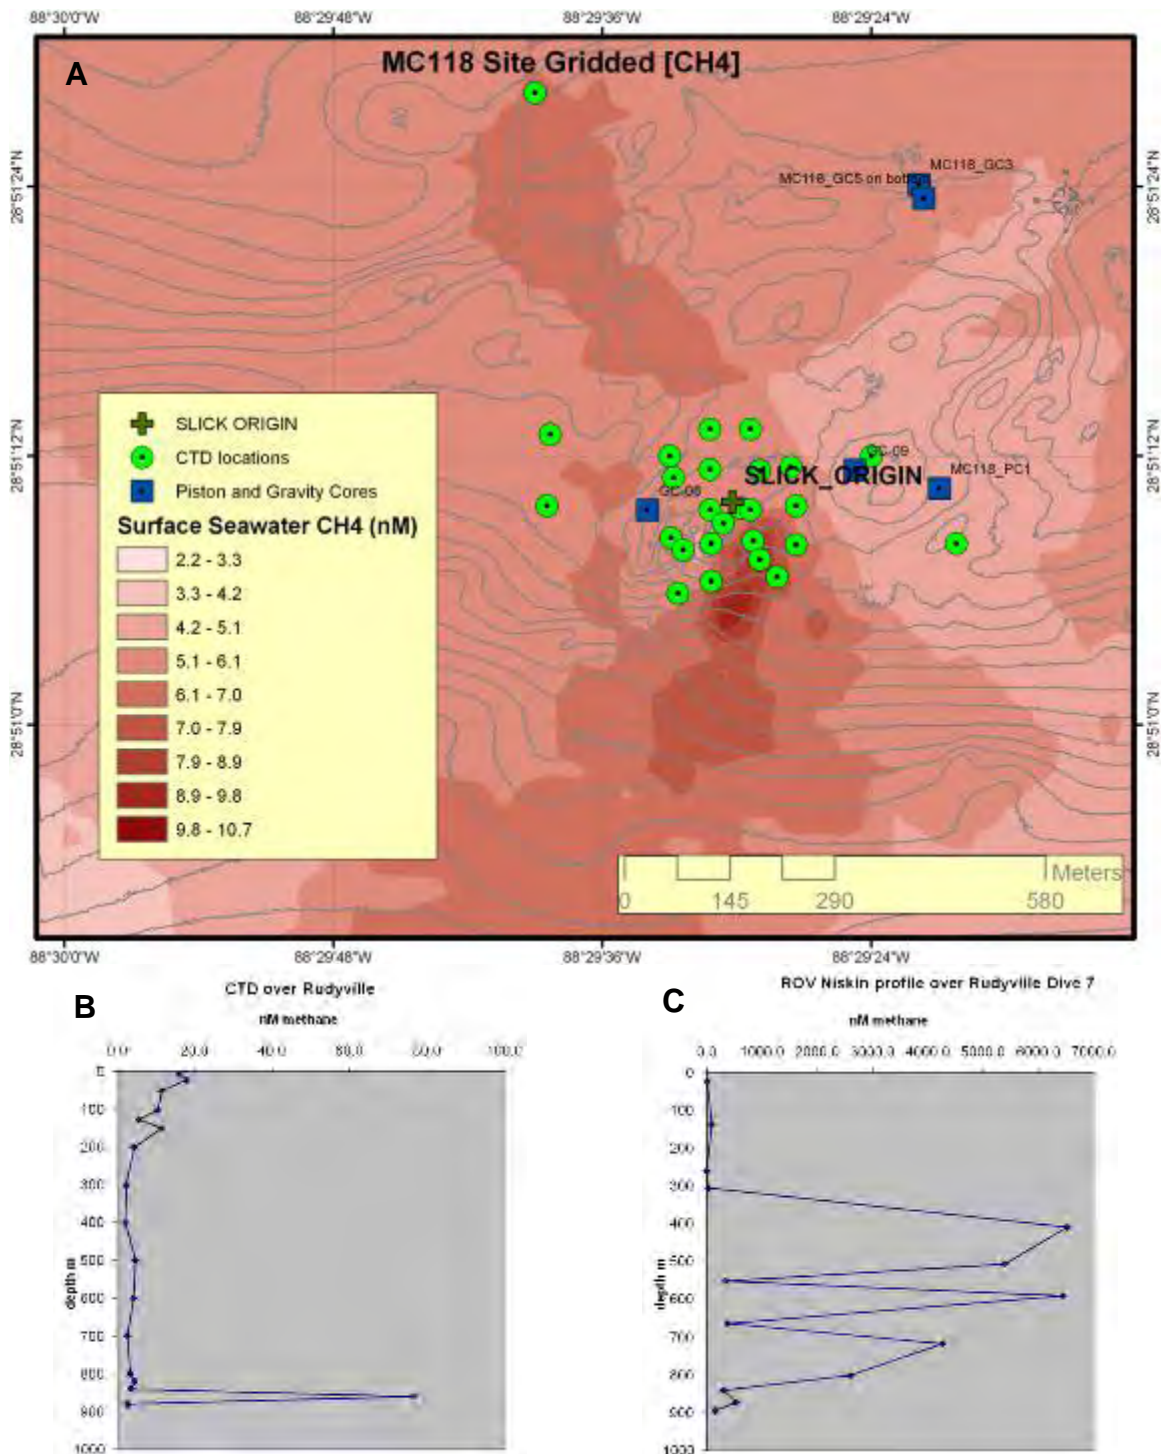 88°30'0"W 88°29'48"W 88°29'36"W 88°29'24"W
A
MC118 Site Gridded [CH4]
28°51'24"N
28°51'24"N
MC118_GC3
MC118_GC5 on
28°51'12"N
28°51'12"N
SLICK ORIGIN
CTD locations
Piston and Gravity Cores
Surface Seawater CH4 (nM)
2.2 - 3.3
3.3 - 4.2
4.2 - 5.1
5.1 - 6.1
6.1 - 7.0
7.0 - 7.9
7.9 - 8.9
8.9 - 9.8
9.8 - 10.7
GC-09
MC118_PC1
SLICK_ORIGIN
28°51'0"N
28°51'0"N
Meters
0 145 290 580
88°30'0"W 88°29'48"W 88°29'36"W 88°29'24"W
B
CTD over Rudyville
nM methane
0.0 20.0 40.0
depth m
0
100
200
300
400
500
600
700
800
900
1000
C
ROV Niskin profile over Rudyville Dive 7
nM methane
0.0 1000.0 2000.0 3000.0 4000.0 5000.0 6000.0 7000.0
depth m
0
100
200
300
400
500
600
700
800
900
1000